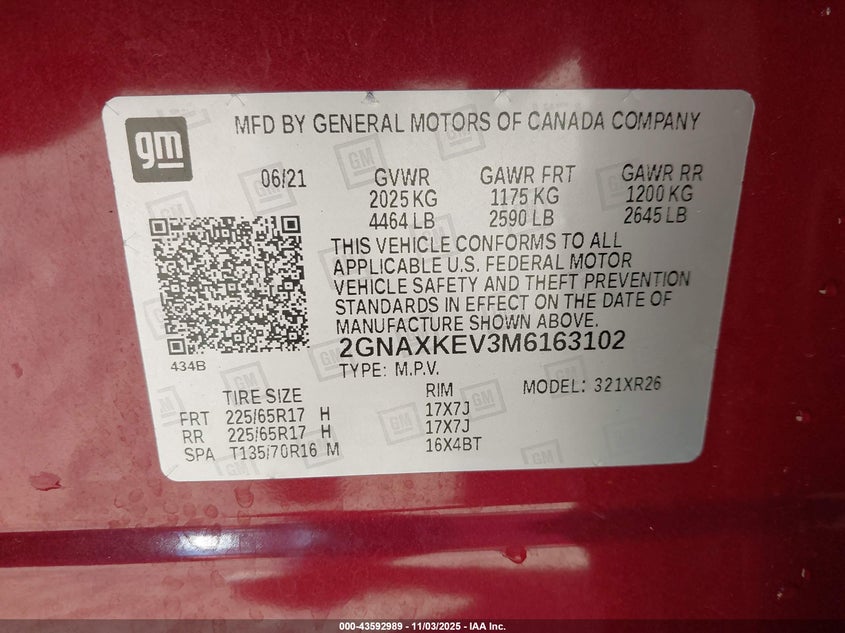 gm
MFD BY GENERAL MOTORS OF CANADA COMPANY
06/21 GVWR GAWR FRT GAWR RR
2025 KG 1175 KG 1200 KG
4464 LB 2590 LB 2645 LB
THIS VEHICLE CONFORMS TO ALL
APPLICABLE U.S. FEDERAL MOTOR
VEHICLE SAFETY AND THEFT PREVENTION
STANDARDS IN EFFECT ON THE DATE OF
MANUFACTURE SHOWN ABOVE.
2GNAXKEV3M6163102
434B
TYPE: M.P.V. MODEL: 321XR26
TIRE SIZE RIM
FRT 225/65R17 H 17X7J
RR 225/65R17 H 17X7J
SPA T135/70R16 M 16X4BT
000-43592989 - 11/03/2025 - IAA Inc.